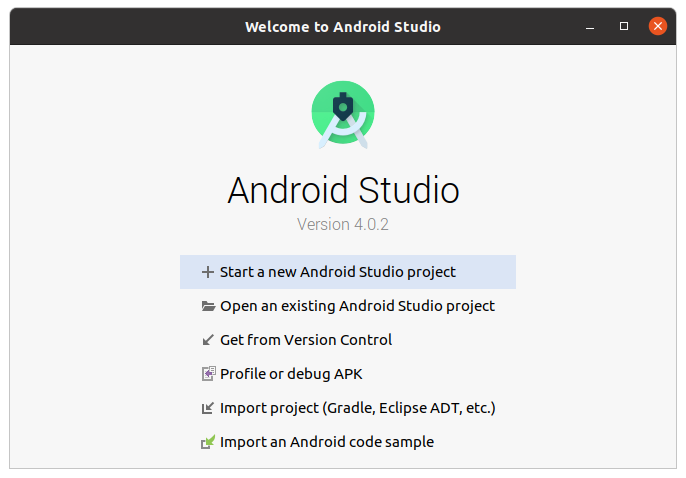 Welcome to Android Studio
Android Studio
Version 4.0.2
Start a new Android Studio project
Open an existing Android Studio project
Get from Version Control
Profile or debug APK
Import project (Gradle, Eclipse ADT, etc.)
Import an Android code sample